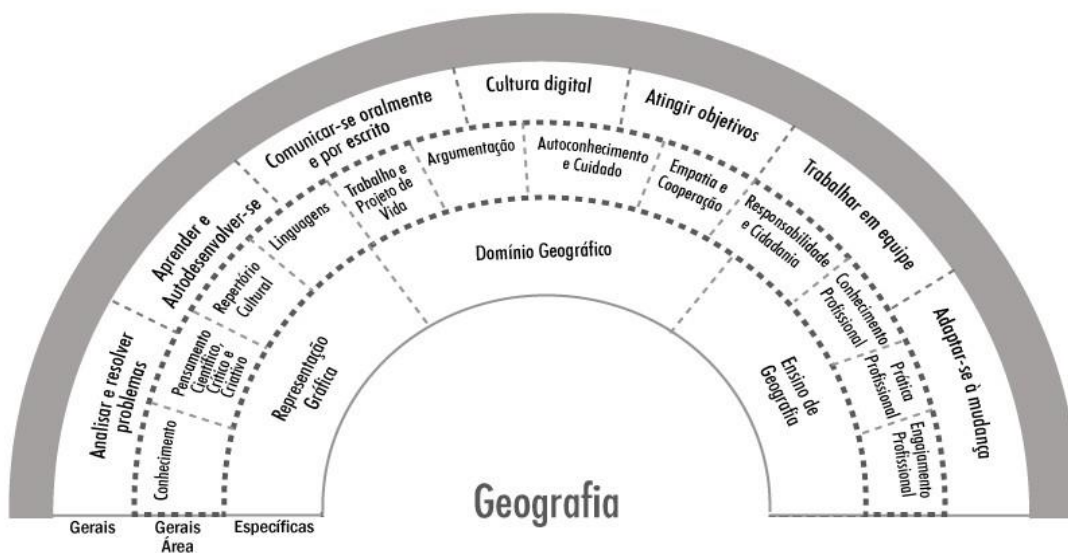 Analisar e resolver
problemas
Aprender e
Autodesenvolver-se
Comunicar-se oralmente
e por escrito
Cultura digital
Atingir objetivos
Trabalhar em equipe
Adaptar-se à mudança
Conhecimento
Pensamento
Científico,
Crítico e
Criativo
Repertório
Cultural
Linguagens
Trabalho e
Projeto de
Vida
Argumentação
Autoconhecimento
e Cuidado
Empatia e
Cooperação
Responsabilidade
e Cidadania
Conhecimento
Profissional
Prática
Profissional
Engajamento
Profissional
Representação
Gráfica
Domínio Geográfico
Ensino de
Geografia
Geografia
Gerais
Gerais
Área
Específicas